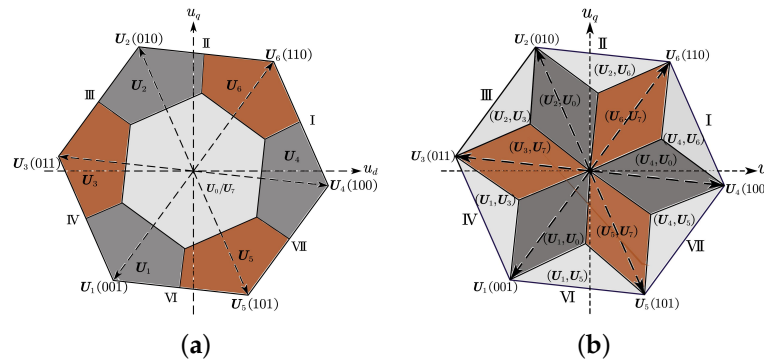 u_q
U_2(010)
II
U_6(110)
U_2
U_6
III
I
U_4
U_3(011)
U_3
u_d
U_0/U_7
U_4(100)
IV
U_1
U_5
VII
U_1(001)
VI
U_5(101)
(a)
u_q
U_2(010)
II
U_6(110)
(U_2,U_6)
III
(U_2,U_0)
(U_6,U_7)
I
(U_2,U_3)
(U_4,U_6)
U_3(011)
(U_3,U_7)
(U_4,U_0)
u
U_4(100
(U_1,U_3)
(U_4,U_5)
IV
(U_1,U_0)
(U_5,U_7)
VII
(U_1,U_5)
U_1(001)
VI
U_5(101)
(b)